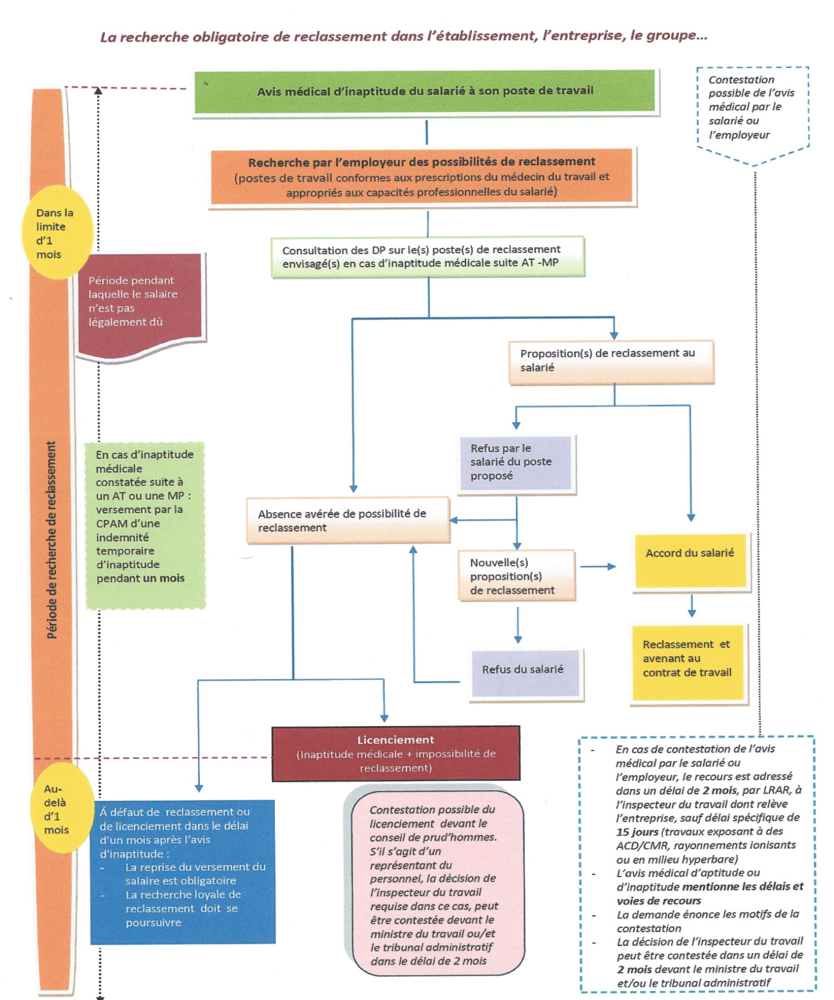 La recherche obligatoire de reclassement dans l'établissement, l'entreprise, le groupe...
Avis médical d'inaptitude du salarié à son poste de travail
Contestation
possible de l'avis
médical par le
salarié ou
l'employeur
Recherche par l'employeur des possibilités de reclassement
(postes de travail conformes aux prescriptions du médecin du travail et
appropriés aux capacités professionnelles du salarié)
Dans la
limite
d'1
mois
Consultation des DP sur le(s) poste(s) de reclassement
envisagé(s) en cas d'inaptitude médicale suite AT -MP
Période pendant
laquelle le salaire
n'est pas
légalement dû
Proposition(s) de reclassement au
salarié
Période de recherche de reclassement
En cas d'inaptitude
médicale
constatée suite à
un AT ou une MP :
versement par la
CPAM d'une
indemnité
temporaire
d'inaptitude
pendant un mois
Refus par le
salarié du poste
proposé
Absence avérée de possibilité de
reclassement
Nouvelle(s)
proposition(s)
de reclassement
Accord du salarié
Refus du salarié
Reclassement et
avenant au
contrat de travail
Licenciement
(Inaptitude médicale + impossibilité de
reclassement)
Au-
delà
d'1
mois
Á défaut de reclassement ou
de licenciement dans le délai
d'un mois après l'avis
d'inaptitude :
- La reprise du versement du
salaire est obligatoire
- La recherche loyale de
reclassement doit se
poursuivre
Contestation possible du
licenciement devant le
conseil de prud'hommes.
S'il s'agit d'un
représentant du
personnel, la décision de
l'inspecteur du travail
requise dans ce cas, peut
être contestée devant le
ministre du travail ou/et
le tribunal administratif
dans le délai de 2 mois
- En cas de contestation de l'avis
médical par le salarié ou
l'employeur, le recours est adressé
dans un délai de 2 mois, par LRAR, à
l'inspecteur du travail dont relève
l'entreprise, sauf délai spécifique de
15 jours (travaux exposant à des
ACD/CMR, rayonnements ionisants
ou en milieu hyperbare)
- L'avis médical d'aptitude ou
d'inaptitude mentionne les délais et
voies de recours
- La demande énonce les motifs de la
contestation
- La décision de l'inspecteur du travail
peut être contestée dans un délai de
2 mois devant le ministre du travail
et/ou le tribunal administratif